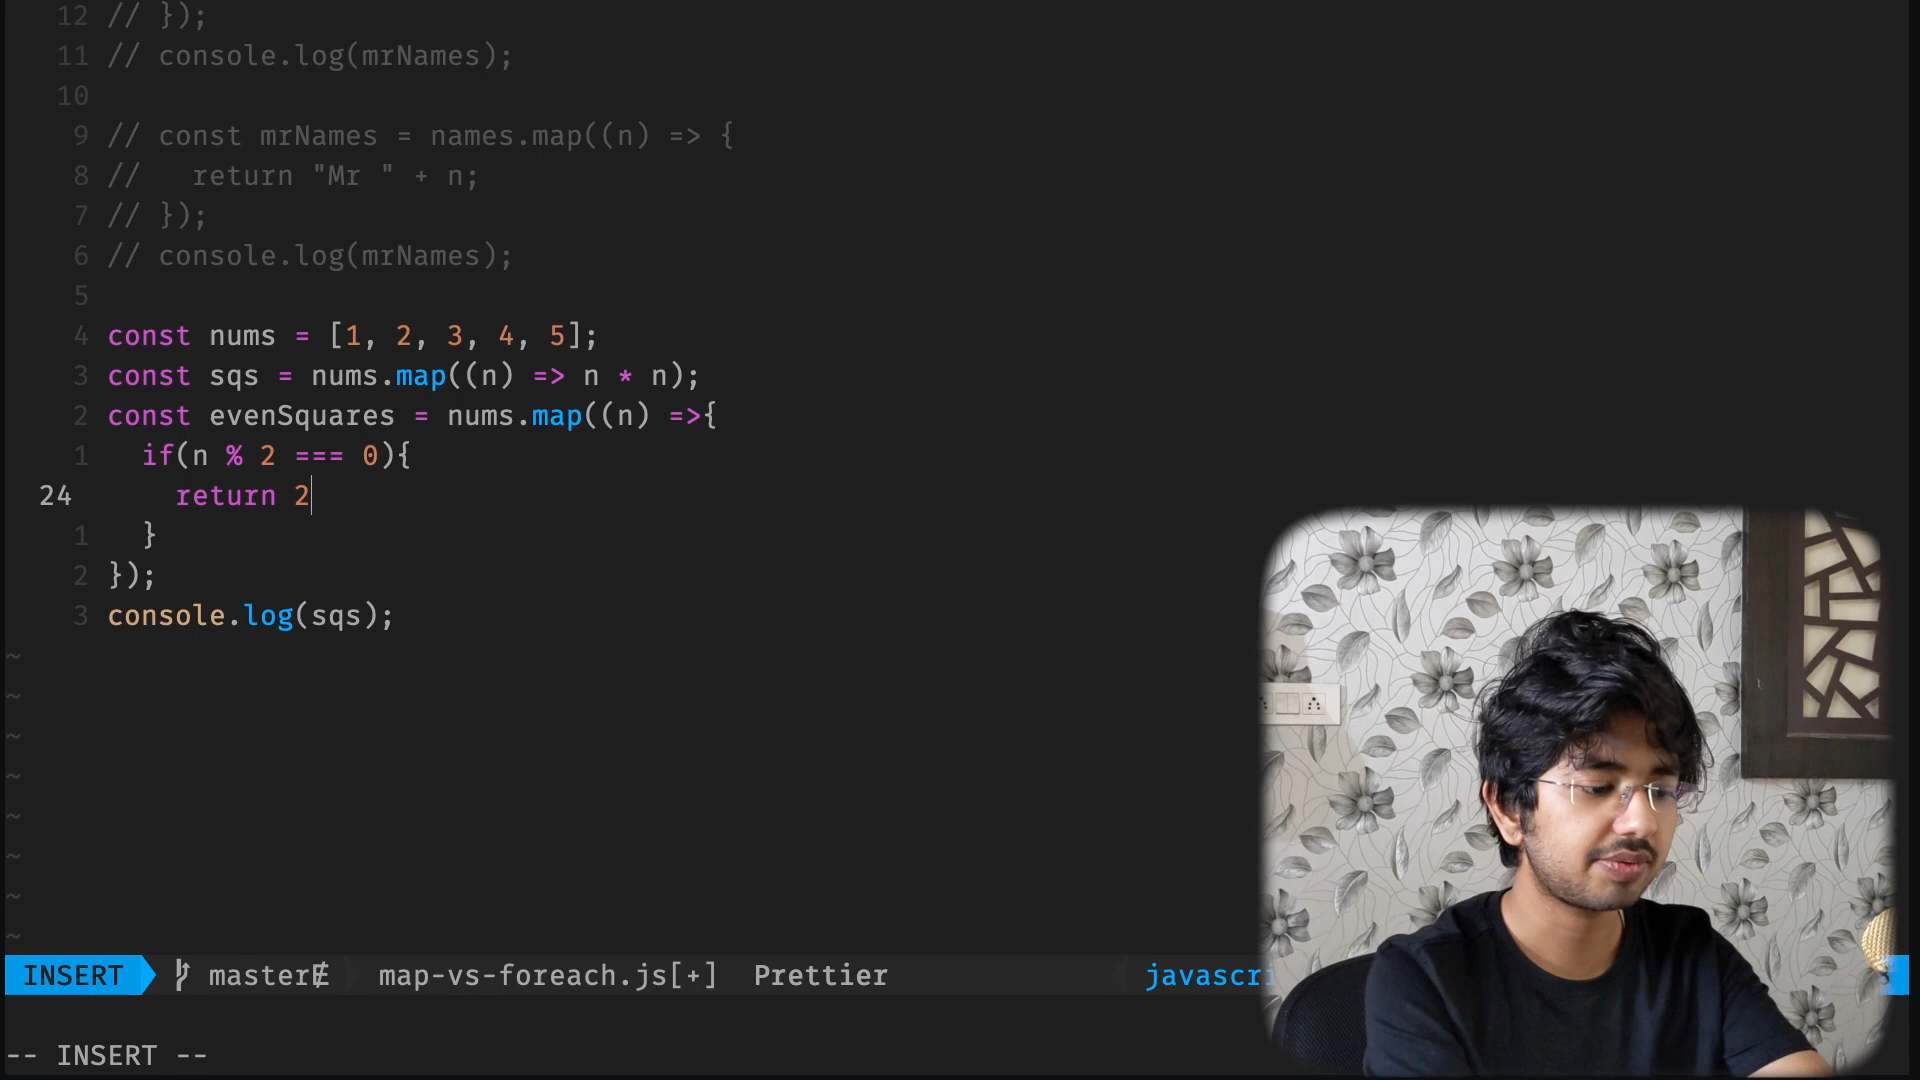 12 // });
11 // console.log(mrNames);
10
9 // const mrNames = names.map((n) => {
8 //   return "Mr " + n;
7 // });
6 // console.log(mrNames);
5
4 const nums = [1, 2, 3, 4, 5];
3 const sqs = nums.map((n) => n * n);
2 const evenSquares = nums.map((n) =>{
1   if(n % 2 === 0){
24     return 2
1   }
2 });
3 console.log(sqs);
~
~
~
~
~
~
~
~
INSERT master map-vs-foreach.js[+] Prettier javascri
-- INSERT --